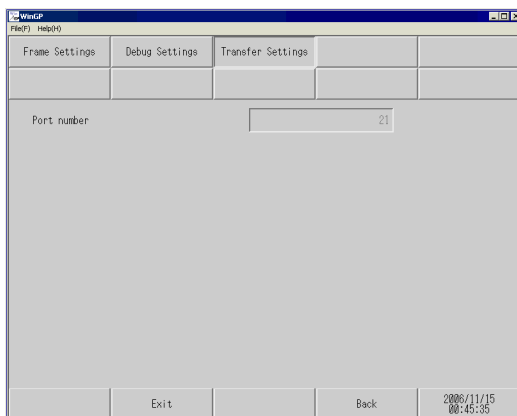 WinGP
File(F) Help(H)
Frame Settings Debug Settings Transfer Settings
Port number 21
Exit Back 2006/11/15
00:45:35